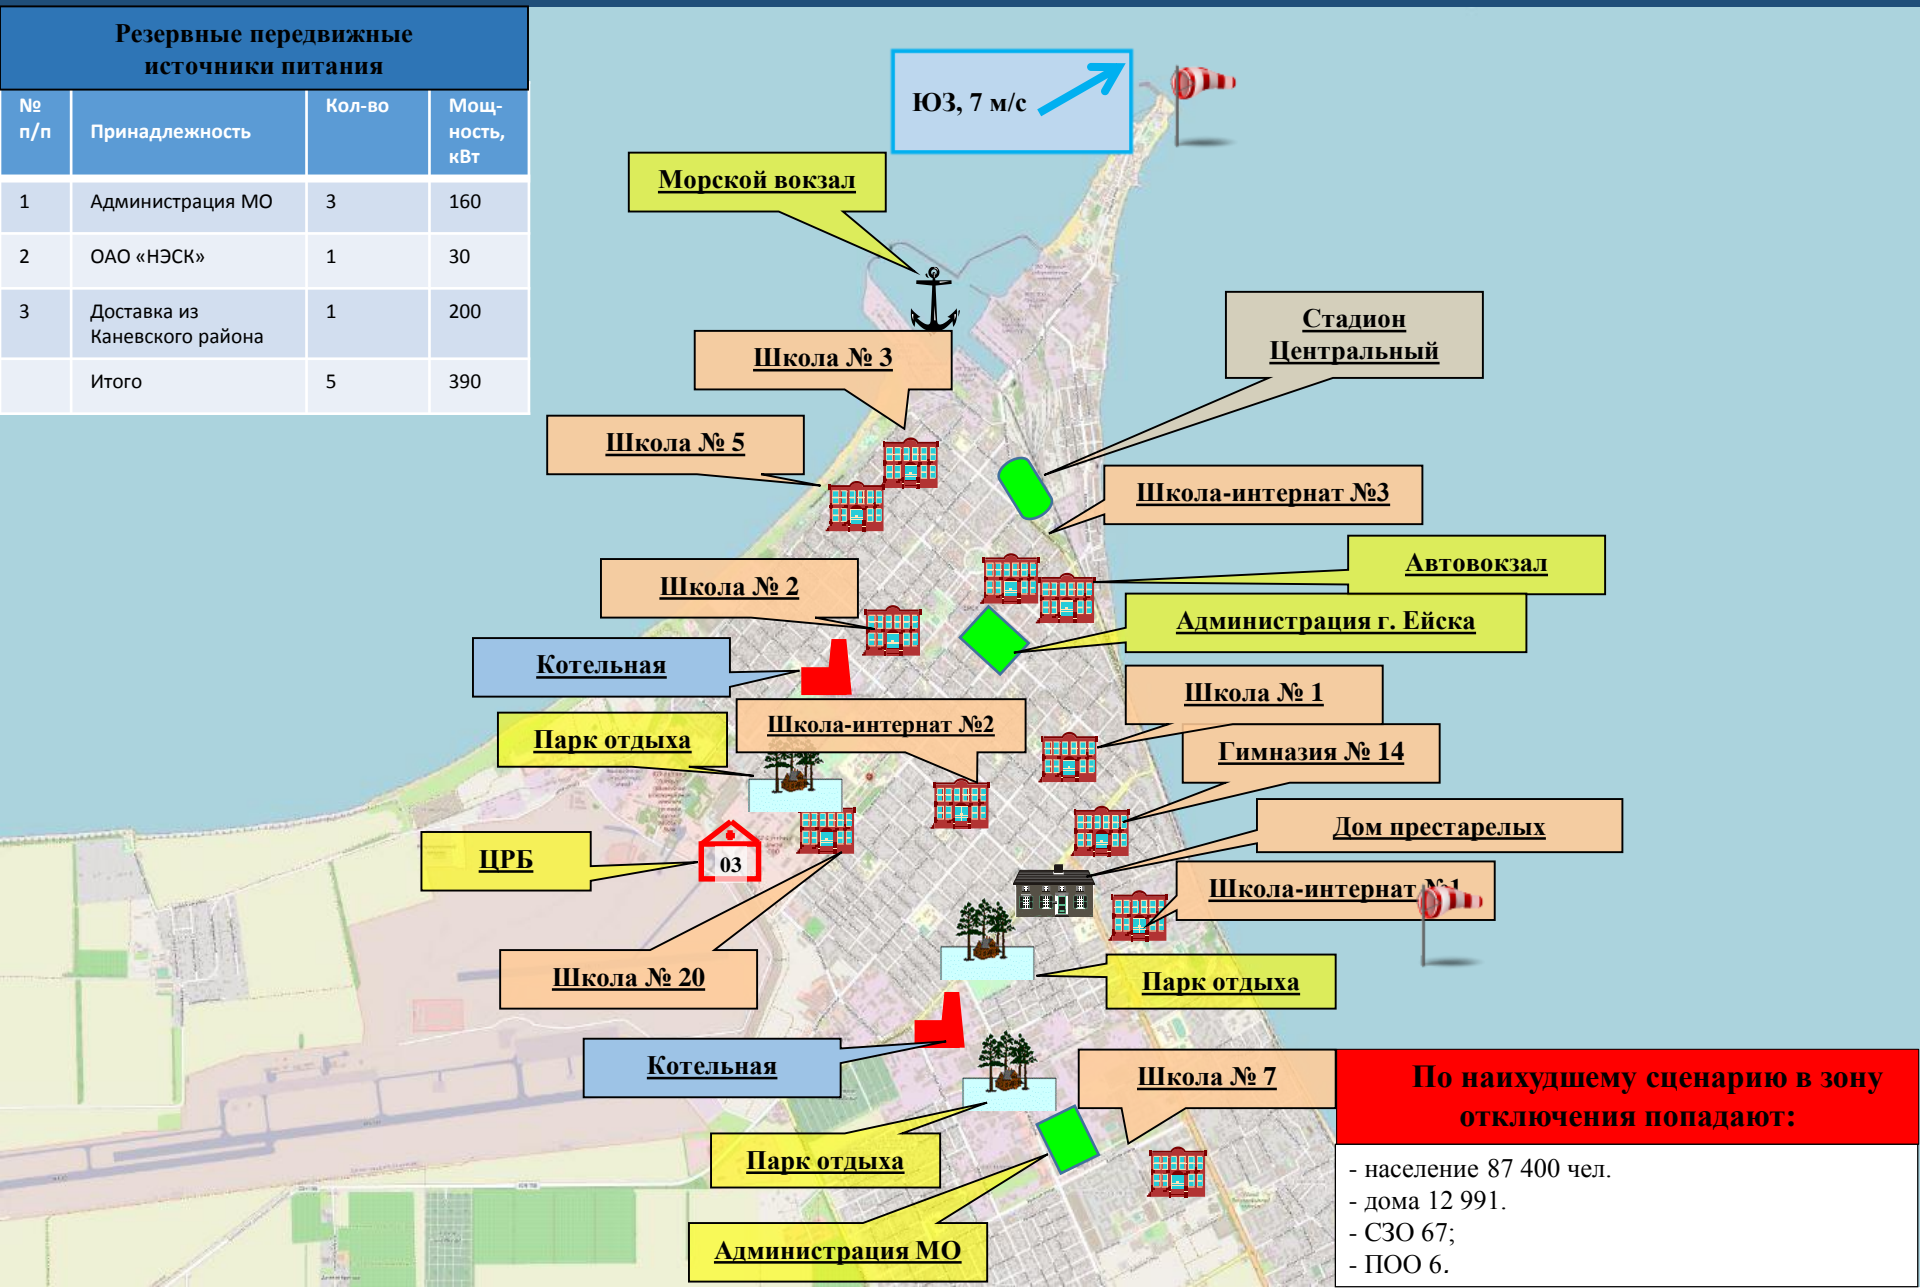 Резервные передвижные
источники питания
№ п/п Принадлежность Кол-во Мощ-ность, кВт
1 Администрация МО 3 160
2 ОАО «НЭСК» 1 30
3 Доставка из Каневского района 1 200
Итого 5 390
ЮЗ, 7 м/с
Морской вокзал
Стадион
Центральный
Школа № 3
Школа № 5
Школа-интернат №3
Автовокзал
Школа № 2
Администрация г. Ейска
Котельная
Школа № 1
Школа-интернат №2
Парк отдыха
Гимназия № 14
Дом престарелых
ЦРБ
03
Школа-интернат №1
Школа № 20
Парк отдыха
Котельная
Школа № 7
Парк отдыха
Администрация МО
По наихудшему сценарию в зону
отключения попадают:
- население 87 400 чел.
- дома 12 991.
- СЗО 67;
- ПОО 6.